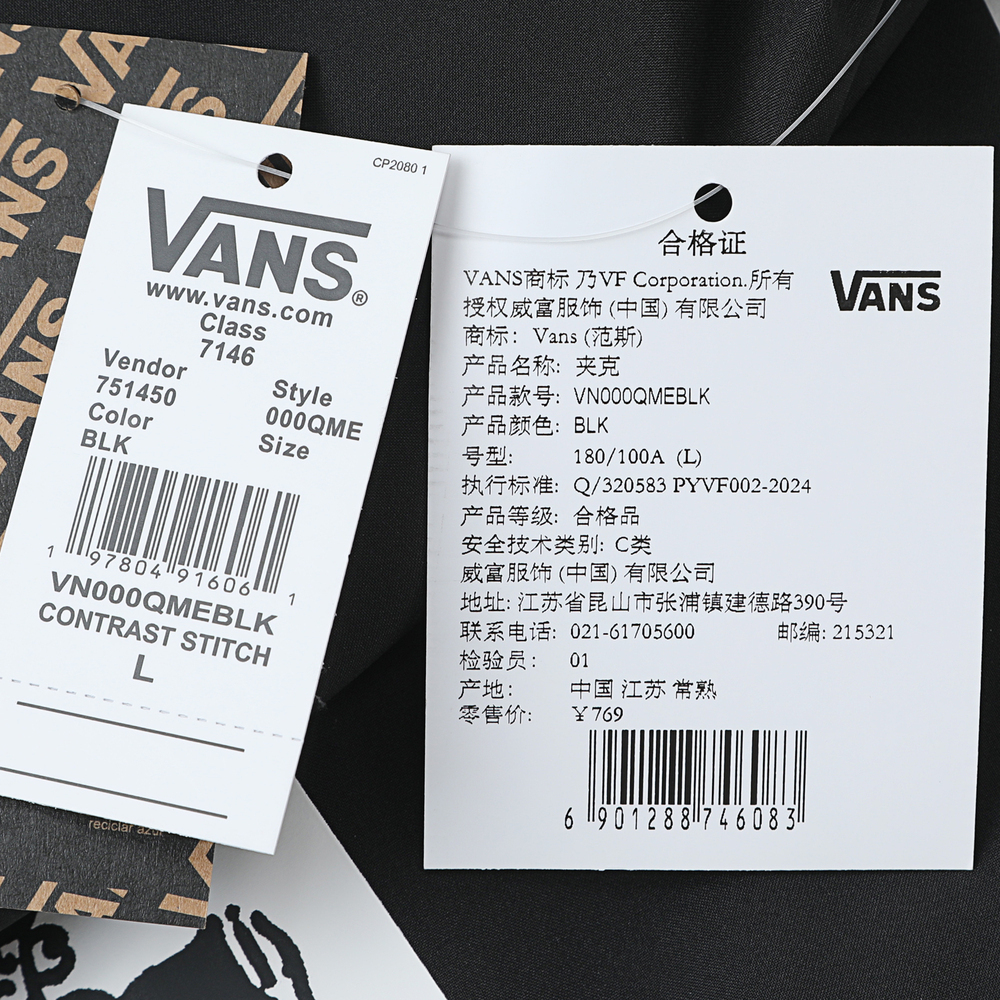 VANS
VANS
VANS
VANS
CP2080 1
VANS®
www.vans.com
Class
7146
Vendor
751450
Style
000QME
Color
BLK
Size
1 97804 91606 1
VN000QMEBLK
CONTRAST STITCH
L
reciclar azul
合格证
VANS
VANS商标 乃VF Corporation.所有
授权威富服饰 (中国) 有限公司
商标: Vans (范斯)
产品名称: 夹克
产品款号: VN000QMEBLK
产品颜色: BLK
号型: 180/100A (L)
执行标准: Q/320583 PYVF002-2024
产品等级: 合格品
安全技术类别: C类
威富服饰 (中国) 有限公司
地址: 江苏省昆山市张浦镇建德路390号
联系电话: 021-61705600 邮编: 215321
检验员: 01
产地: 中国 江苏 常熟
零售价: ¥769
6 901288 746083